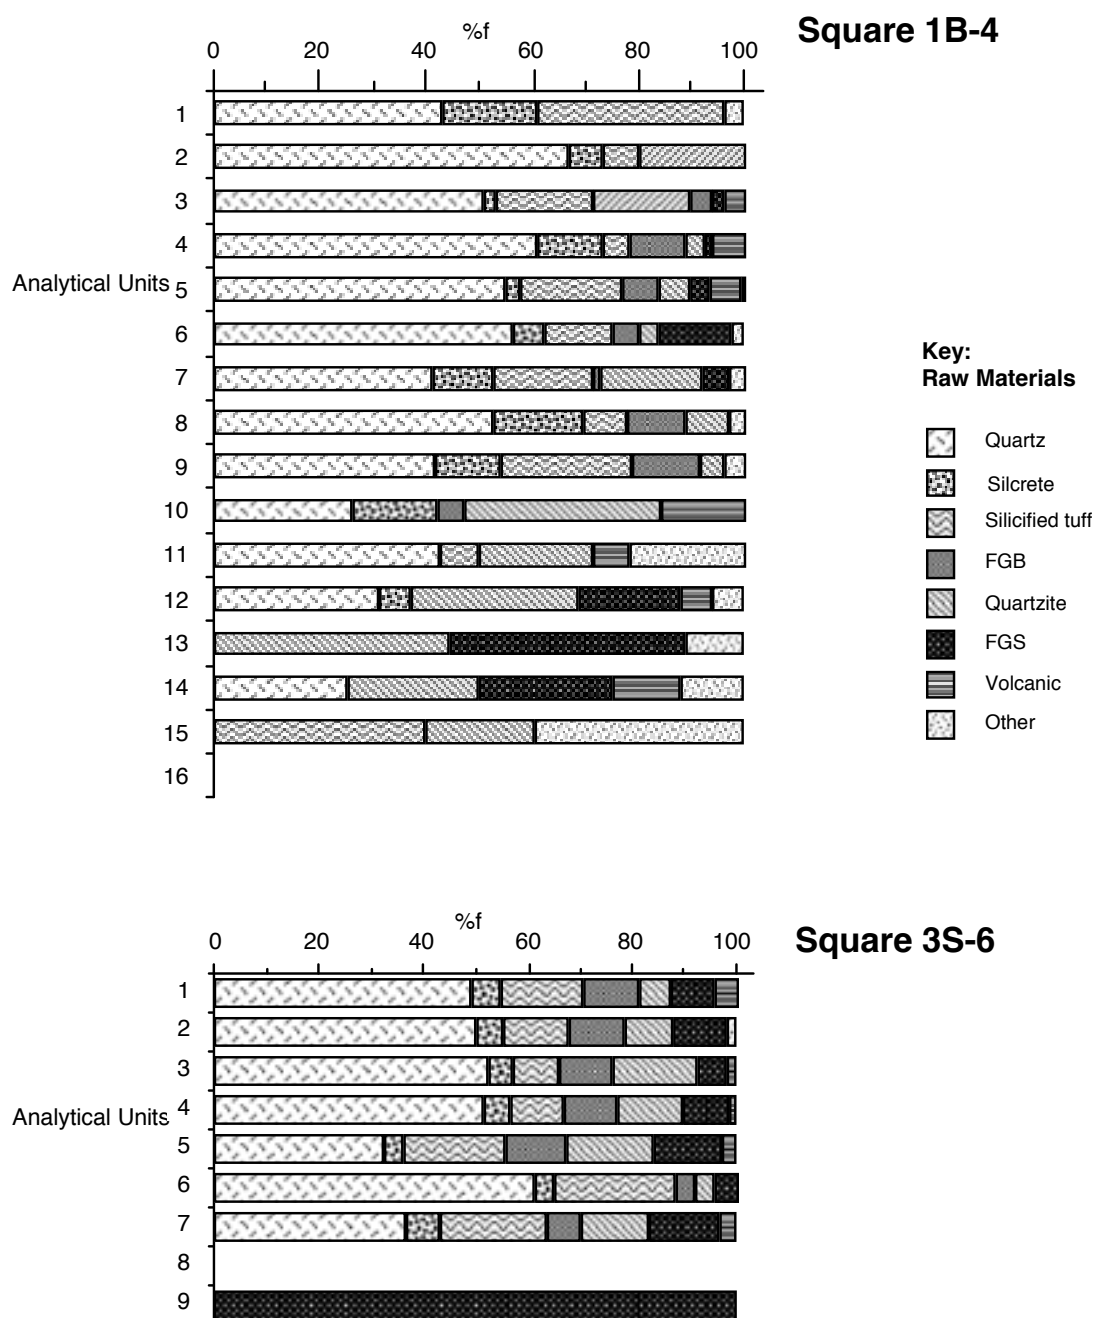 %f
Square 1B-4
0 20 40 60 80 100
1
2
3
4
Analytical Units 5
6
7
8
9
10
11
12
13
14
15
16
Key:
Raw Materials
Quartz
Silcrete
Silicified tuff
FGB
Quartzite
FGS
Volcanic
Other
%f
Square 3S-6
0 20 40 60 80 100
1
2
3
Analytical Units 4
5
6
7
8
9